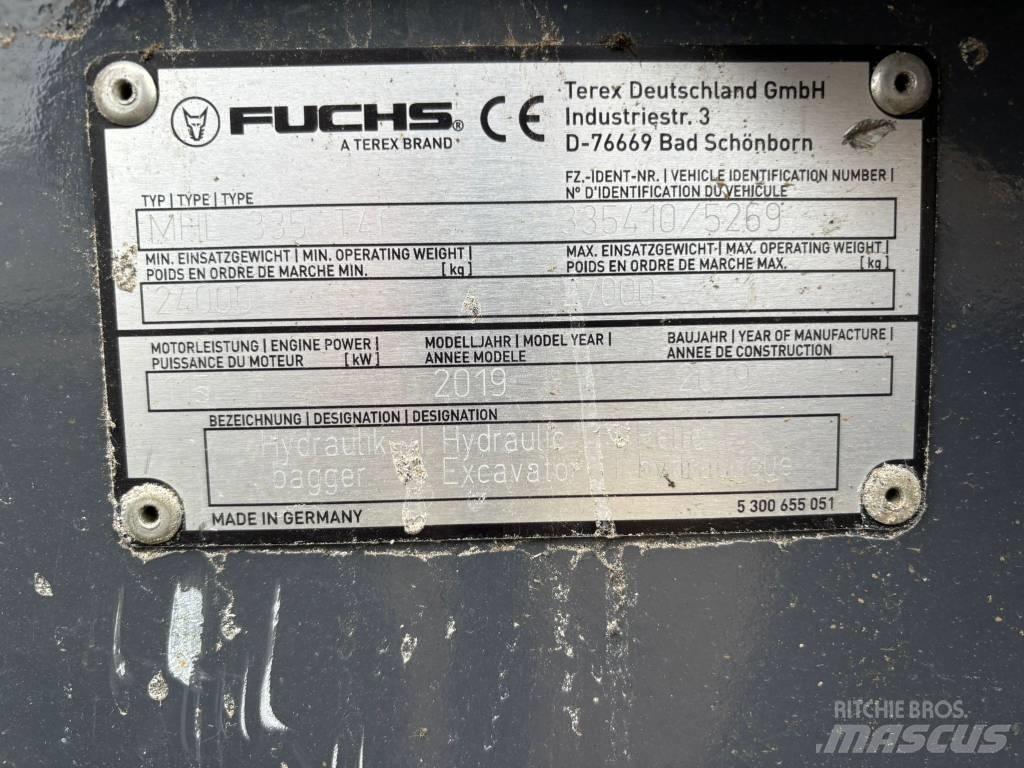 FUCHS®
A TEREX BRAND
CE
Terex Deutschland GmbH
Industriestr. 3
D-76669 Bad Schönborn
FZ.-IDENT-NR. | VEHICLE IDENTIFICATION NUMBER |
N° D'IDENTIFICATION DU VEHICULE
TYP | TYPE | TYPE
335410/5269
MIN. EINSATZGEWICHT | MIN. OPERATING WEIGHT |
POIDS EN ORDRE DE MARCHE MIN. [kg]
MAX. EINSATZGEWICHT | MAX. OPERATING WEIGHT |
POIDS EN ORDRE DE MARCHE MAX. [kg]
24000
MOTORLEISTUNG | ENGINE POWER |
PUISSANCE DU MOTEUR [kW]
MODELLJAHR | MODEL YEAR |
ANNÉE MODELE
BAUJAHR | YEAR OF MANUFACTURE |
ANNEE DE CONSTRUCTION
2019 2019
BEZEICHNUNG | DESIGNATION | DESIGNATION
Hydraulik Hydraulic
bagger Excavator
MADE IN GERMANY
5 300 655 051
RITCHIE BROS.
MASCUS